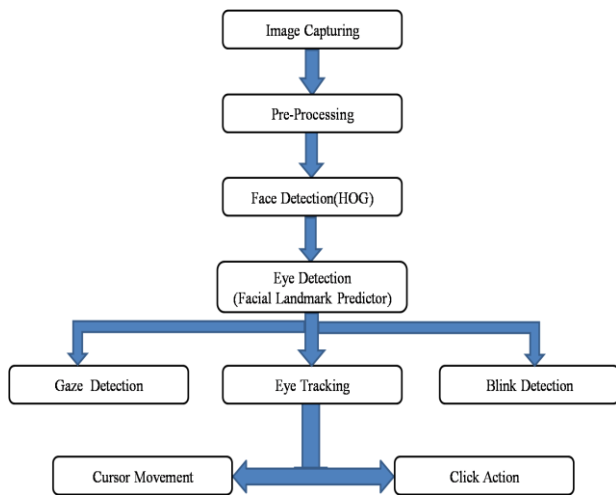 Image Capturing
Pre-Processing
Face Detection(HOG)
Eye Detection
(Facial Landmark Predictor)
Gaze Detection
Eye Tracking
Blink Detection
Cursor Movement
Click Action